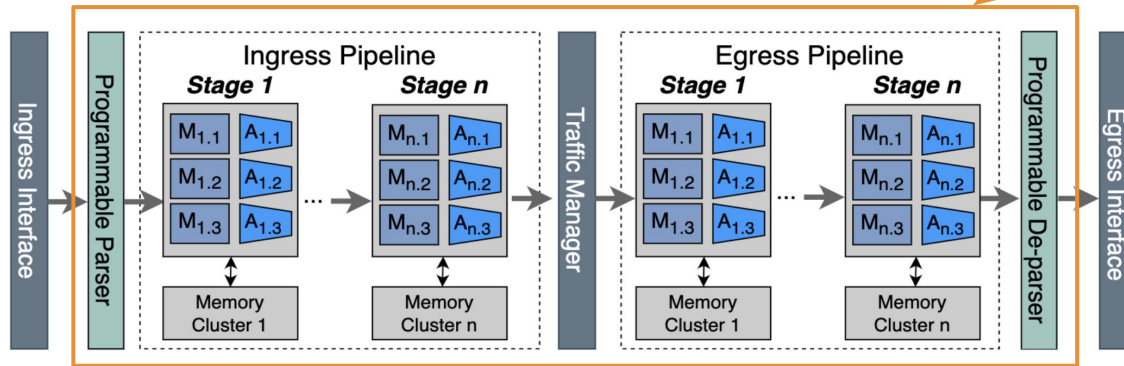 Ingress Interface
Programmable Parser
Ingress Pipeline
Stage 1
M1.1 A1.1
M1.2 A1.2
M1.3 A1.3
Memory
Cluster 1
...
Stage n
Mn.1 An.1
Mn.2 An.2
Mn.3 An.3
Memory
Cluster n
Traffic Manager
Egress Pipeline
Stage 1
M1.1 A1.1
M1.2 A1.2
M1.3 A1.3
Memory
Cluster 1
...
Stage n
Mn.1 An.1
Mn.2 An.2
Mn.3 An.3
Memory
Cluster n
Programmable De-parser
Egress Interface